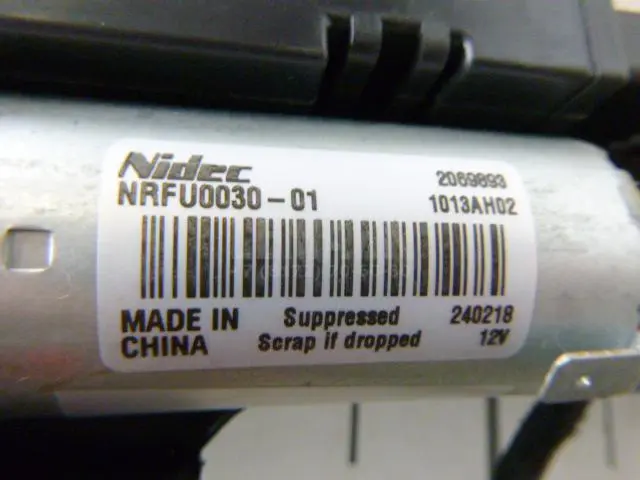 Nidec
2069893
NRFU0030-01
1013AH02
MADE IN
CHINA
Suppressed
Scrap if dropped
240218
12V